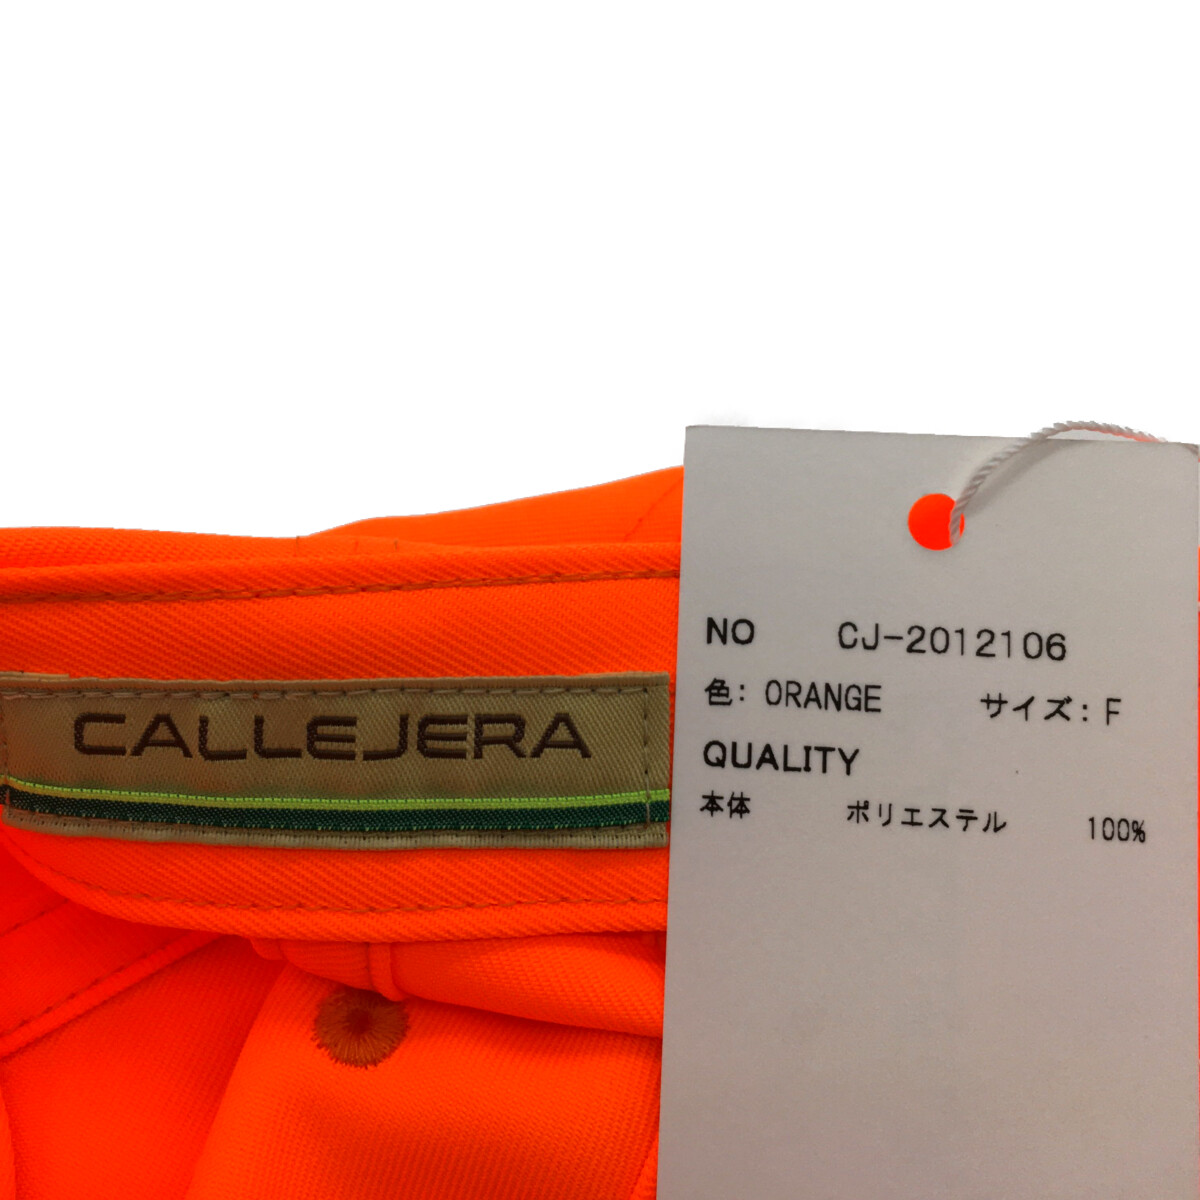 CALLEJERA
NO CJ-2012106
色: ORANGE サイズ: F
QUALITY
本体 ポリエステル 100%